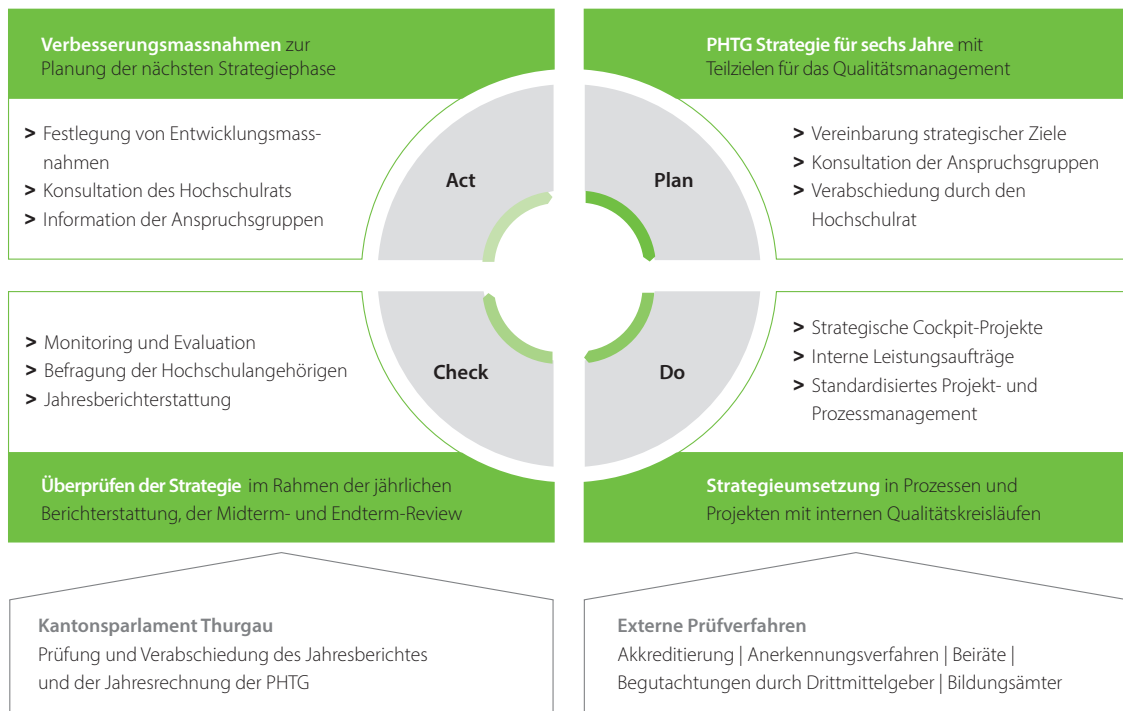 Verbesserungsmassnahmen zur
Planung der nächsten Strategiephase
> Festlegung von Entwicklungsmass-
nahmen
> Konsultation des Hochschulrats
> Information der Anspruchsgruppen
Act
PHTG Strategie für sechs Jahre mit
Teilzielen für das Qualitätsmanagement
Plan
> Vereinbarung strategischer Ziele
> Konsultation der Anspruchsgruppen
> Verabschiedung durch den
Hochschulrat
> Monitoring und Evaluation
> Befragung der Hochschulangehörigen
> Jahresberichterstattung
Check
Überprüfen der Strategie im Rahmen der jährlichen
Berichterstattung, der Midterm- und Endterm-Review
Do
> Strategische Cockpit-Projekte
> Interne Leistungsaufträge
> Standardisiertes Projekt- und
Prozessmanagement
Strategieumsetzung in Prozessen und
Projekten mit internen Qualitätskreisläufen
Kantonsparlament Thurgau
Prüfung und Verabschiedung des Jahresberichtes
und der Jahresrechnung der PHTG
Externe Prüfverfahren
Akkreditierung | Anerkennungsverfahren | Beiräte |
Begutachtungen durch Drittmittelgeber | Bildungsämter